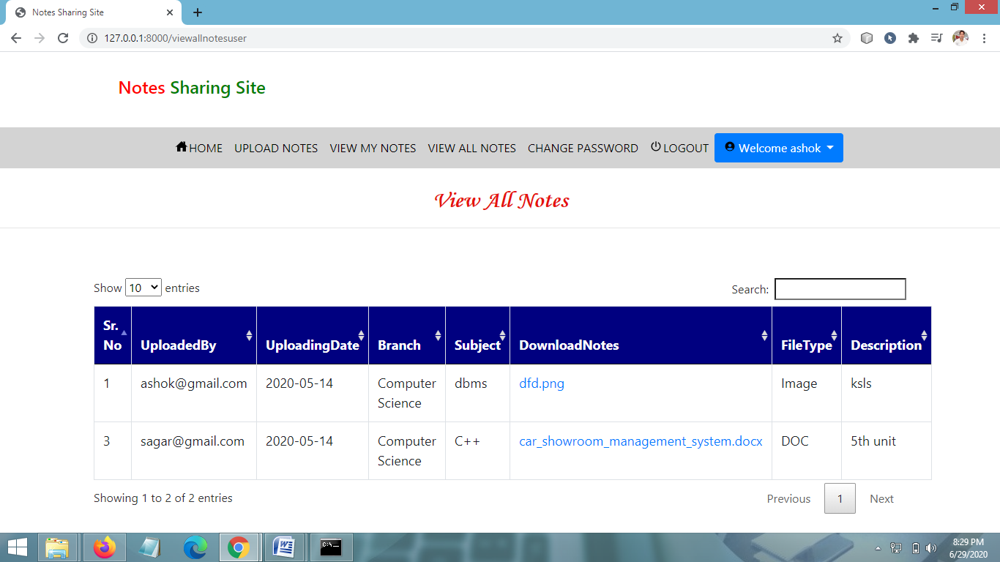 Notes Sharing Site
127.0.0.1:8000/viewallnotesuser
Notes Sharing Site
HOME UPLOAD NOTES VIEW MY NOTES VIEW ALL NOTES CHANGE PASSWORD LOGOUT Welcome ashok
View All Notes
Show 10 entries Search:
Sr. No UploadedBy UploadingDate Branch Subject DownloadNotes FileType Description
1 ashok@gmail.com 2020-05-14 Computer Science dbms dfd.png Image ksls
3 sagar@gmail.com 2020-05-14 Computer Science C++ car_showroom_management_system.docx DOC 5th unit
Showing 1 to 2 of 2 entries Previous 1 Next
8:29 PM
6/29/2020